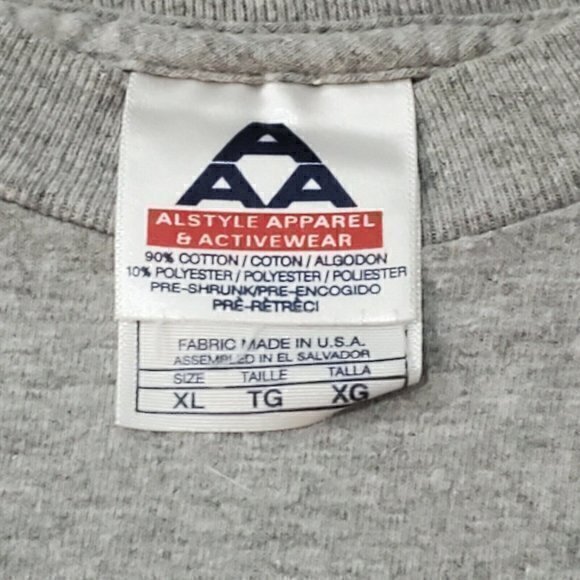 AAA
ALSTYLE APPAREL
& ACTIVEWEAR
90% COTTON / COTON / ALGODON
10% POLYESTER / POLYESTER / POLIESTER
PRE-SHRUNK/PRE-ENCOGIDO
PRÉ-RÉTRÉCI
FABRIC MADE IN U.S.A.
ASSEMBLED IN EL SALVADOR
SIZE TAILLE TALLA
XL TG XG